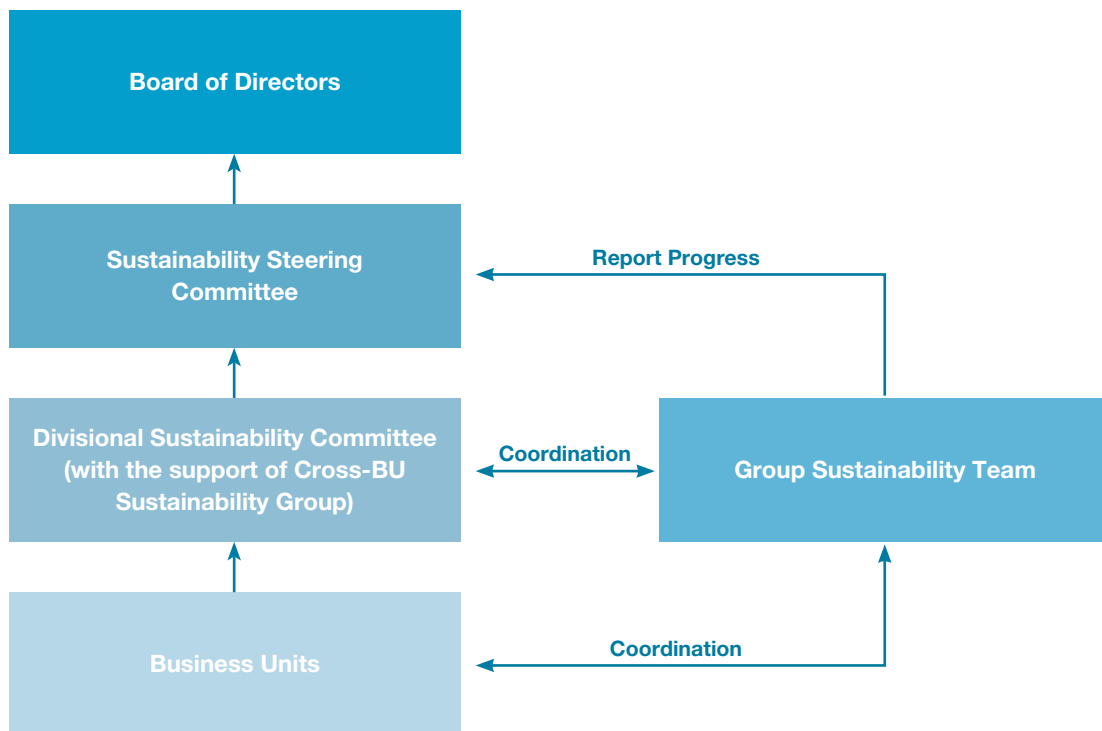 Board of Directors
Sustainability Steering
Committee
Report Progress
Divisional Sustainability Committee
(with the support of Cross-BU
Sustainability Group)
Coordination
Group Sustainability Team
Business Units
Coordination